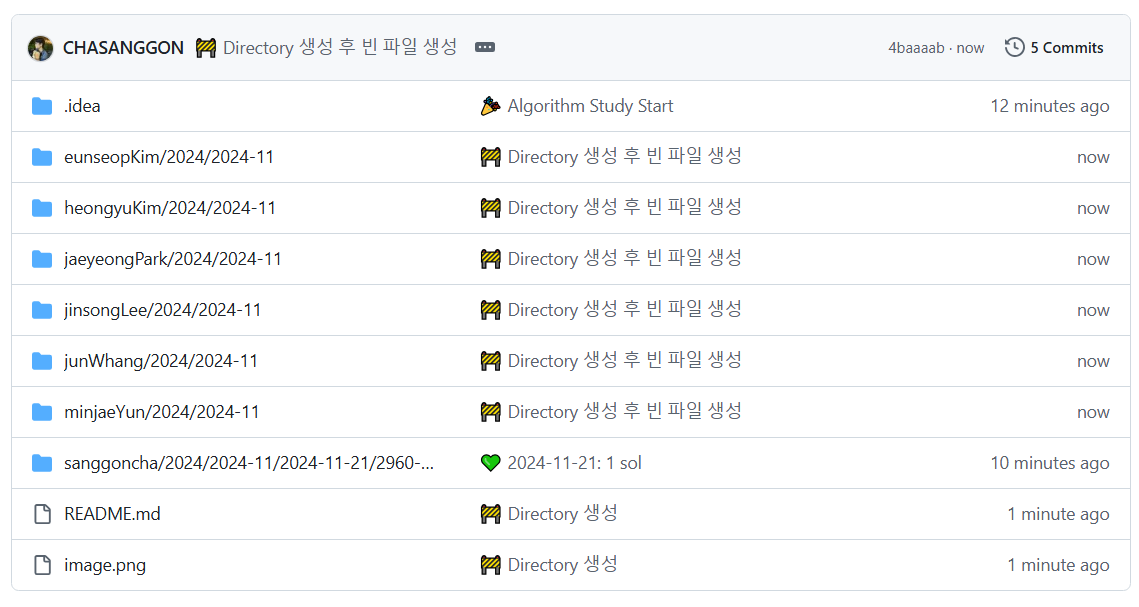 CHASANGGON 🚧 Directory 생성 후 빈 파일 생성 ... 4baaaab · now 5 Commits
.idea 🎉 Algorithm Study Start 12 minutes ago
eunseopKim/2024/2024-11 🚧 Directory 생성 후 빈 파일 생성 now
heongyuKim/2024/2024-11 🚧 Directory 생성 후 빈 파일 생성 now
jaeyeongPark/2024/2024-11 🚧 Directory 생성 후 빈 파일 생성 now
jinsongLee/2024/2024-11 🚧 Directory 생성 후 빈 파일 생성 now
junWhang/2024/2024-11 🚧 Directory 생성 후 빈 파일 생성 now
minjaeYun/2024/2024-11 🚧 Directory 생성 후 빈 파일 생성 now
sanggoncha/2024/2024-11/2024-11-21/2960-... 💚 2024-11-21: 1 sol 10 minutes ago
README.md 🚧 Directory 생성 1 minute ago
image.png 🚧 Directory 생성 1 minute ago